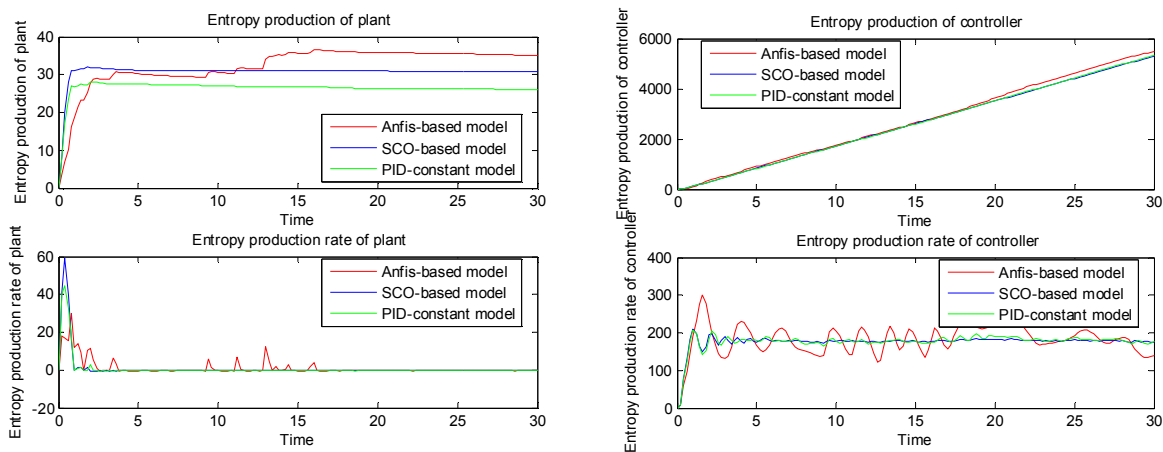 Entropy production of plant
Entropy production of plant
40
30
20
10
0
Anfis-based model
SCO-based model
PID-constant model
0
5
10
15
20
25
30
Time
Entropy production rate of plant
Entropy production rate of plant
60
40
20
0
-20
Anfis-based model
SCO-based model
PID-constant model
0
5
10
15
20
25
30
Time
Entropy production of controller
Entropy production of controller
6000
4000
2000
0
Anfis-based model
SCO-based model
PID-constant model
0
5
10
15
20
25
30
Time
Entropy production rate of controller
Entropy production rate of controller
400
300
200
100
0
Anfis-based model
SCO-based model
PID-constant model
0
5
10
15
20
25
30
Time